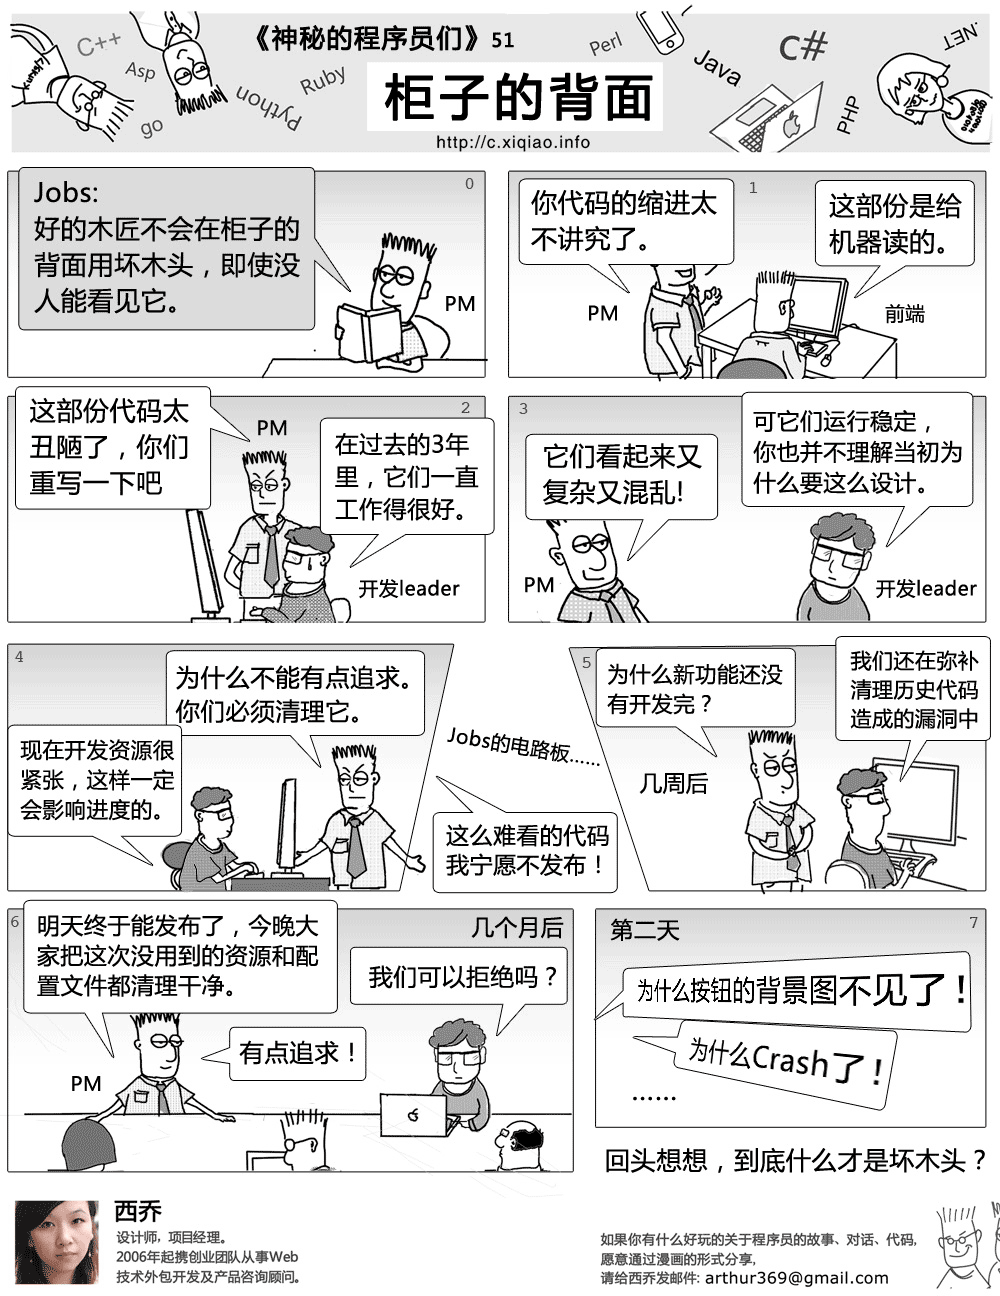 《神秘的程序员们》51
柜子的背面
http://c.xiqiao.info
C++
Asp
go
Python
Ruby
Perl
Java
C#
PHP
.NET
0
Jobs:
好的木匠不会在柜子的
背面用坏木头，即使没
人能看见它。
PM
1
你代码的缩进太
不讲究了。
这部份是给
机器读的。
PM
前端
2
这部份代码太
丑陋了，你们
重写一下吧
PM
在过去的3年
里，它们一直
工作得很好。
开发leader
3
它们看起来又
复杂又混乱!
可它们运行稳定，
你也并不理解当初为
什么要这么设计。
PM
开发leader
4
为什么不能有点追求。
你们必须清理它。
现在开发资源很
紧张，这样一定
会影响进度的。
Jobs的电路板......
这么难看的代码
我宁愿不发布！
5
为什么新功能还没
有开发完？
我们还在弥补
清理历史代码
造成的漏洞中
几周后
6
明天终于能发布了，今晚大
家把这次没用到的资源和配
置文件都清理干净。
几个月后
我们可以拒绝吗？
有点追求！
PM
7
第二天
为什么按钮的背景图不见了！
为什么Crash了！
......
回头想想，到底什么才是坏木头？
西乔
设计师，项目经理。
2006年起携创业团队从事Web
技术外包开发及产品咨询顾问。
如果你有什么好玩的关于程序员的故事、对话、代码,
愿意通过漫画的形式分享,
请给西乔发邮件: arthur369@gmail.com